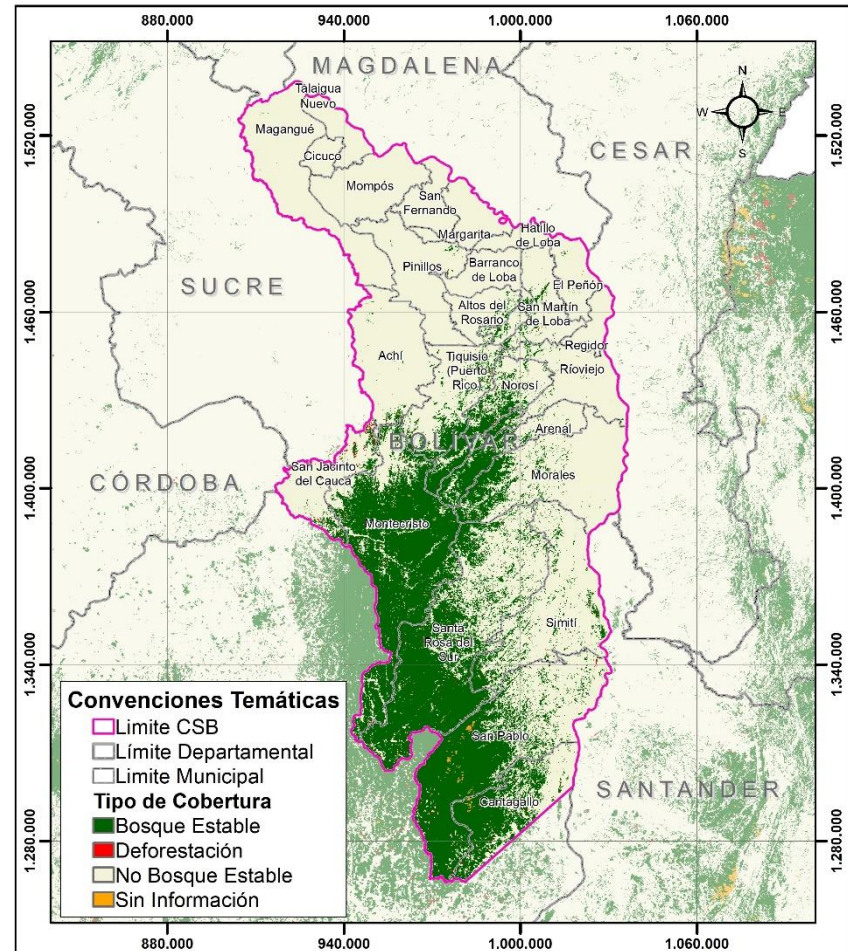 880.000
940.000
1.000.000
1.060.000
MAGDALENA
Talaigua
Nuevo
N
W
E
S
1.520.000
1.520.000
Magangué
CESAR
Cicuco
Mompós
San
Fernando
Margarita
Hatillo
de Loba
Pinillos
Barranco
de Loba
SUCRE
El Peñón
Altos del
Rosario
San Martín
de Loba
1.460.000
1.460.000
Achí
Tiquisio
(Puerto
Rico)
Regidor
Norosí
Ríoviejo
BOLÍVAR
Arenal
San Jacinto
del Cauca
CÓRDOBA
Morales
1.400.000
1.400.000
Montecristo
Simití
Santa
Rosa del
Sur
1.340.000
1.340.000
San Pablo
SANTANDER
Cantagallo
1.280.000
1.280.000
Convenciones Temáticas
Limite CSB
Límite Departamental
Limite Municipal
Tipo de Cobertura
Bosque Estable
Deforestación
No Bosque Estable
Sin Información
880.000
940.000
1.000.000
1.060.000